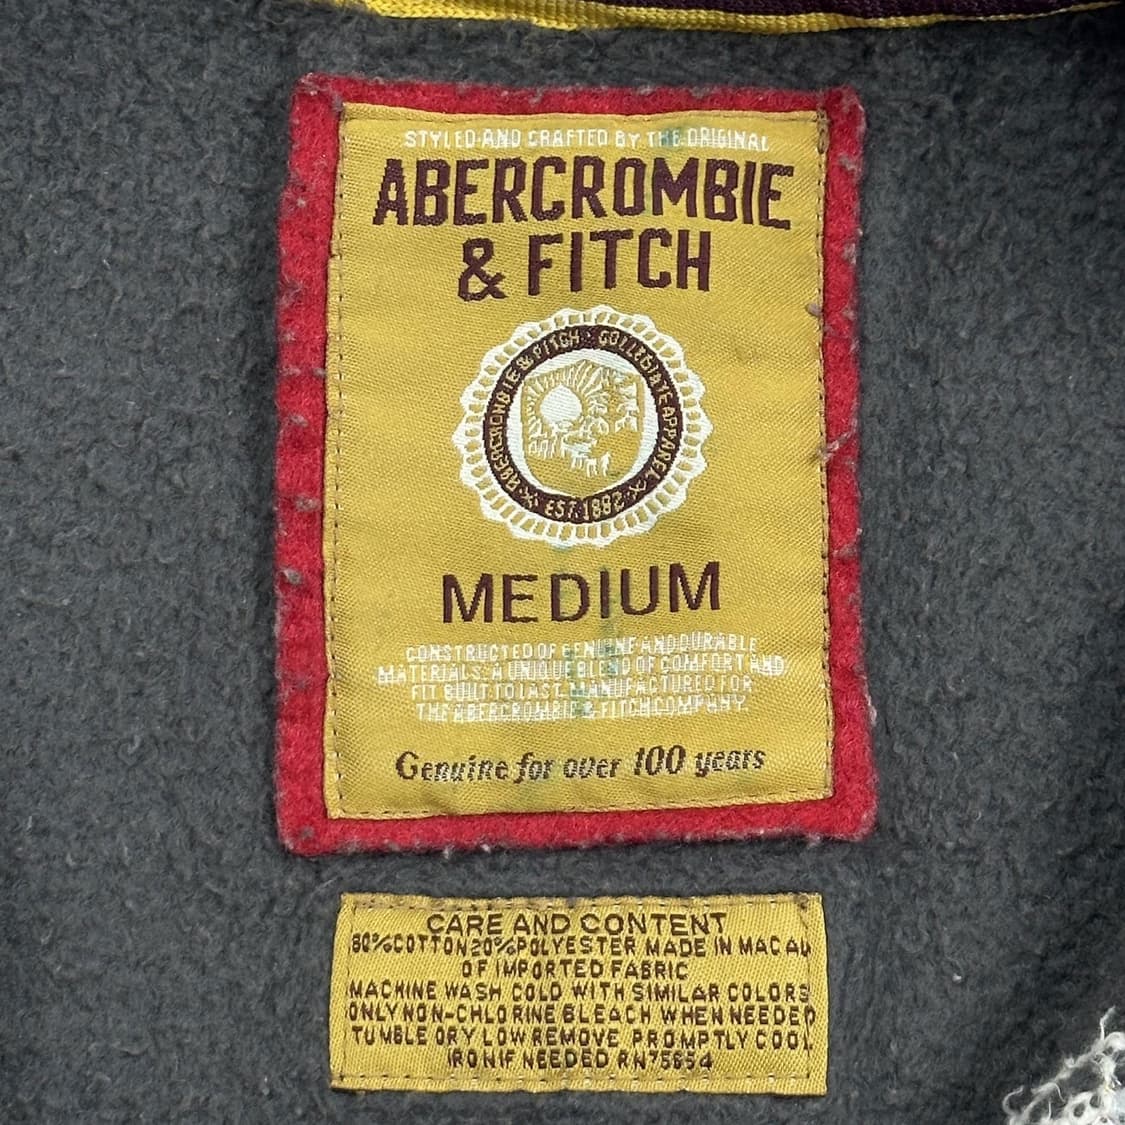 STYLED AND CRAFTED BY THE ORIGINAL
ABERCROMBIE
& FITCH
ABERCROMBIE & FITCH COLLEGIATE APPAREL
EST. 1892
MEDIUM
CONSTRUCTED OF GENUINE AND DURABLE
MATERIALS. A UNIQUE BLEND OF COMFORT AND
FIT BUILT TO LAST. MANUFACTURED FOR
THE ABERCROMBIE & FITCH COMPANY.
Genuine for over 100 years
CARE AND CONTENT
80% COTTON 20% POLYESTER MADE IN MACAU
OF IMPORTED FABRIC
MACHINE WASH COLD WITH SIMILAR COLORS
ONLY NON-CHLORINE BLEACH WHEN NEEDED
TUMBLE DRY LOW REMOVE PROMPTLY COOL
IRON IF NEEDED RN75654